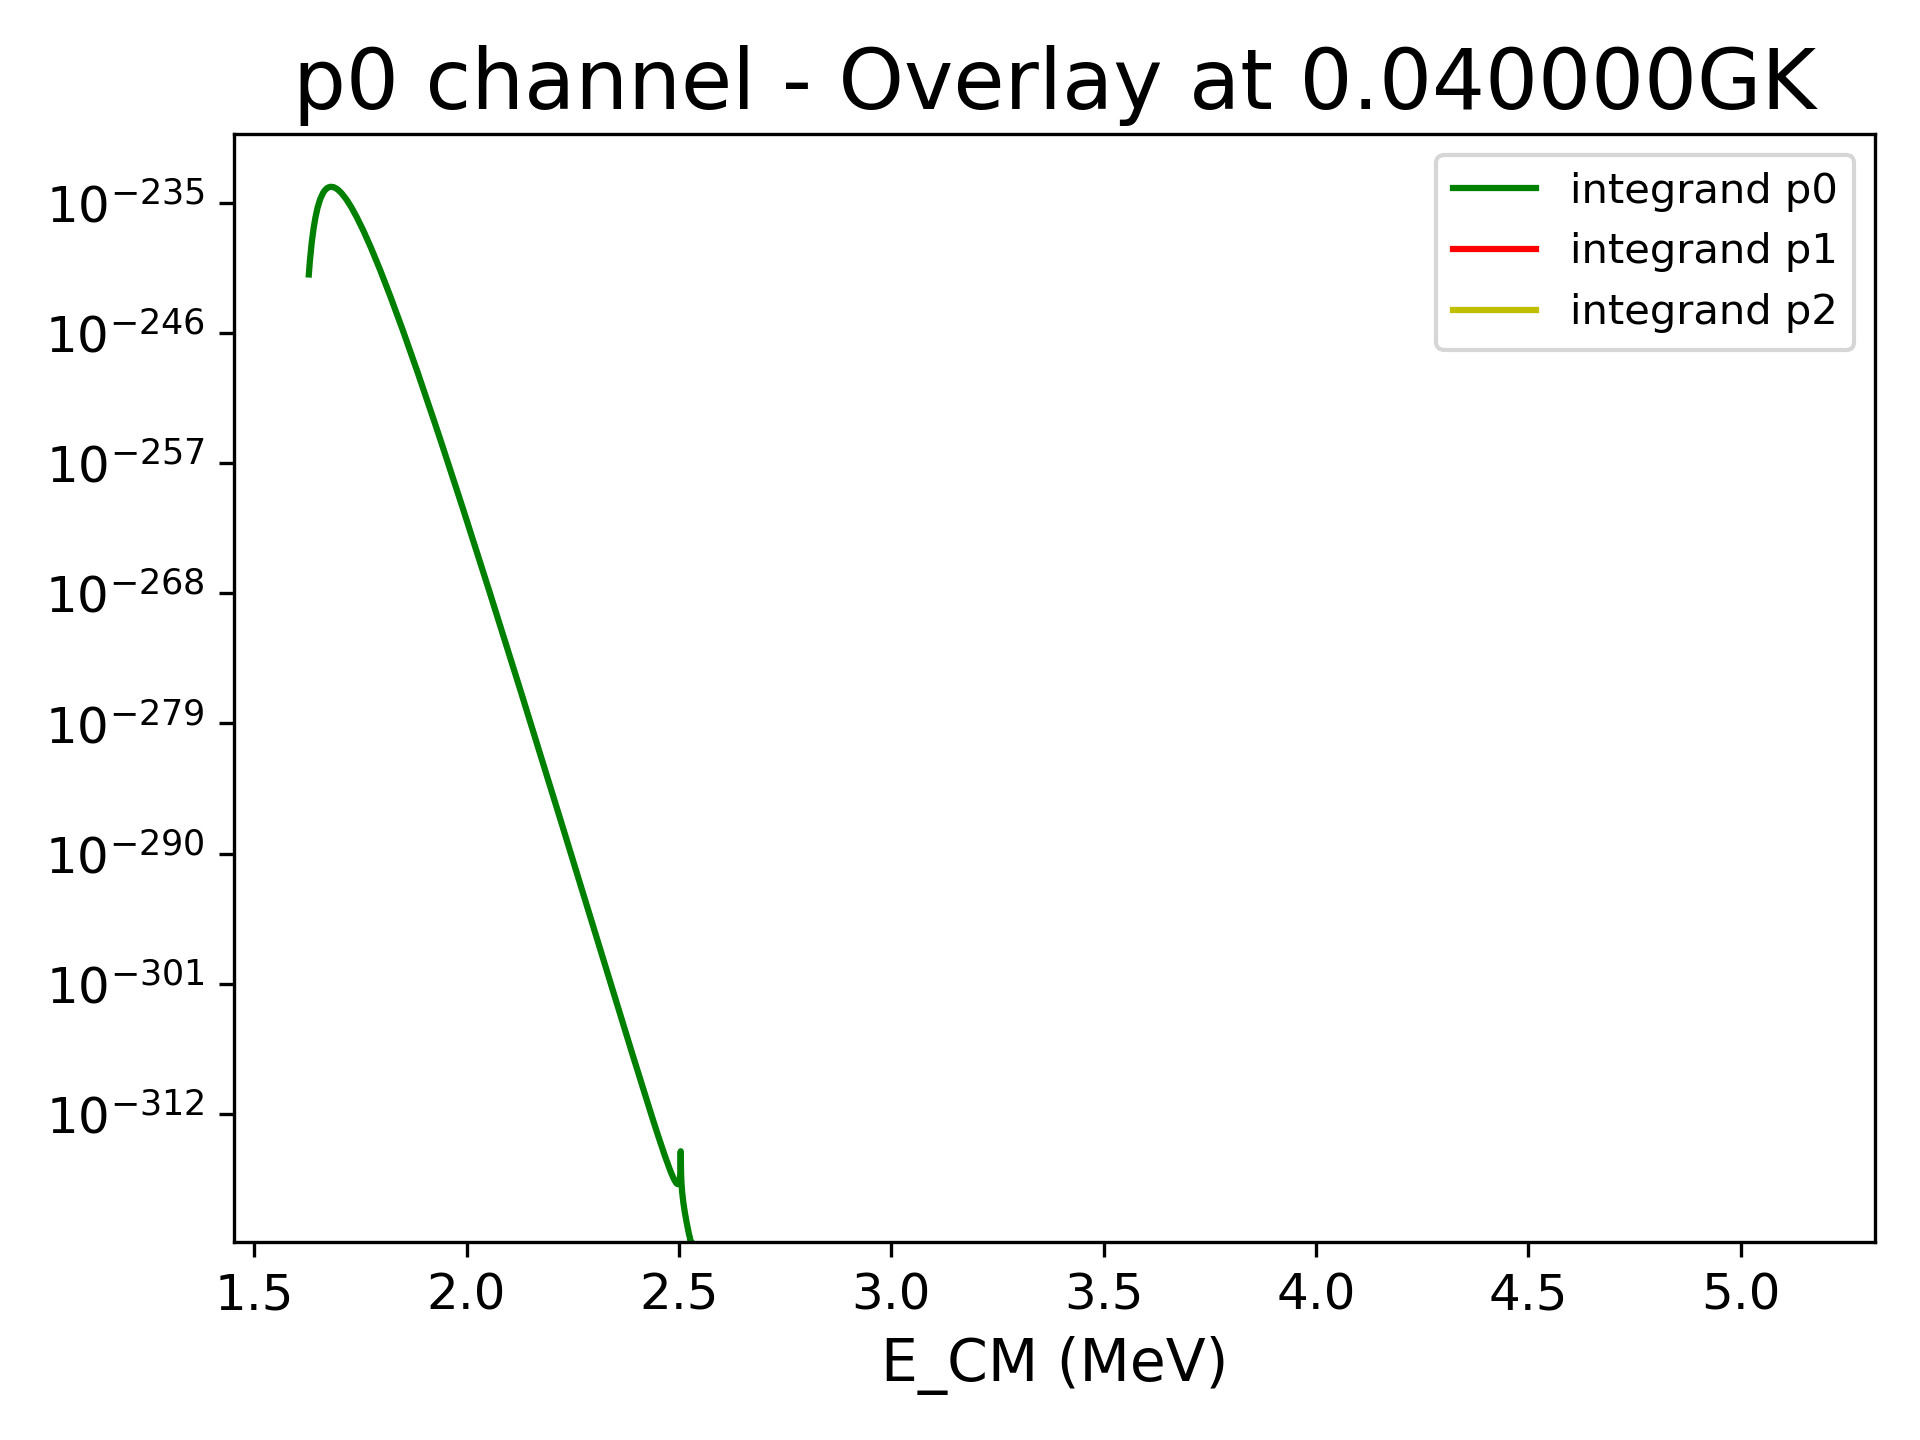 p0 channel - Overlay at 0.040000GK
integrand p0
integrand p1
integrand p2
10⁻²³⁵
10⁻²⁴⁶
10⁻²⁵⁷
10⁻²⁶⁸
10⁻²⁷⁹
10⁻²⁹⁰
10⁻³⁰¹
10⁻³¹²
1.5 2.0 2.5 3.0 3.5 4.0 4.5 5.0
E_CM (MeV)